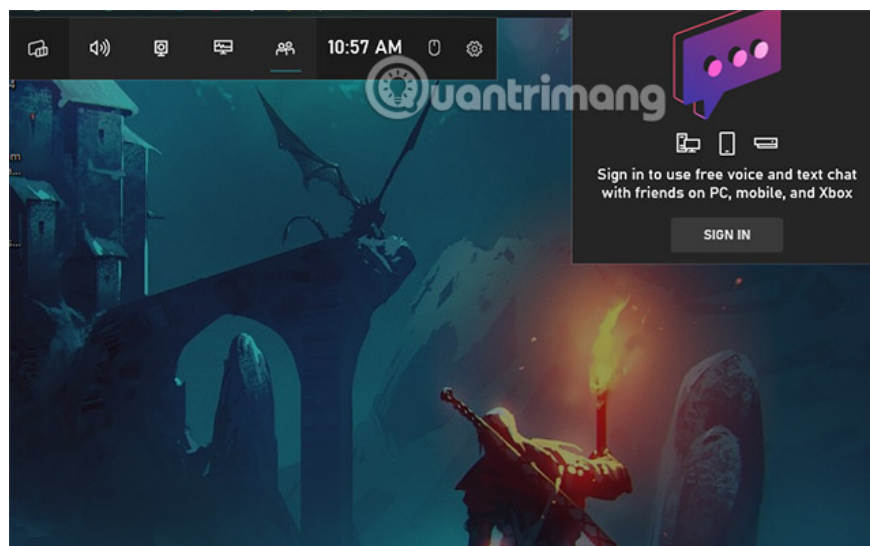 10:57 AM
Quantrimang
Sign in to use free voice and text chat
with friends on PC, mobile, and Xbox
SIGN IN